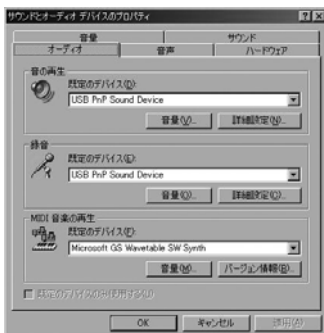 サウンドとオーディオ デバイスのプロパティ
音量 サウンド
オーディオ 音声 ハードウェア
音の再生
既定のデバイス(D):
USB PnP Sound Device
音量(V)... 詳細設定(N)...
録音
既定のデバイス(E):
USB PnP Sound Device
音量(O)... 詳細設定(C)...
MIDI 音楽の再生
既定のデバイス(F):
Microsoft GS Wavetable SW Synth
音量(M)... バージョン情報(B)...
既定のデバイスのみ使用する(U)
OK キャンセル 適用(A)